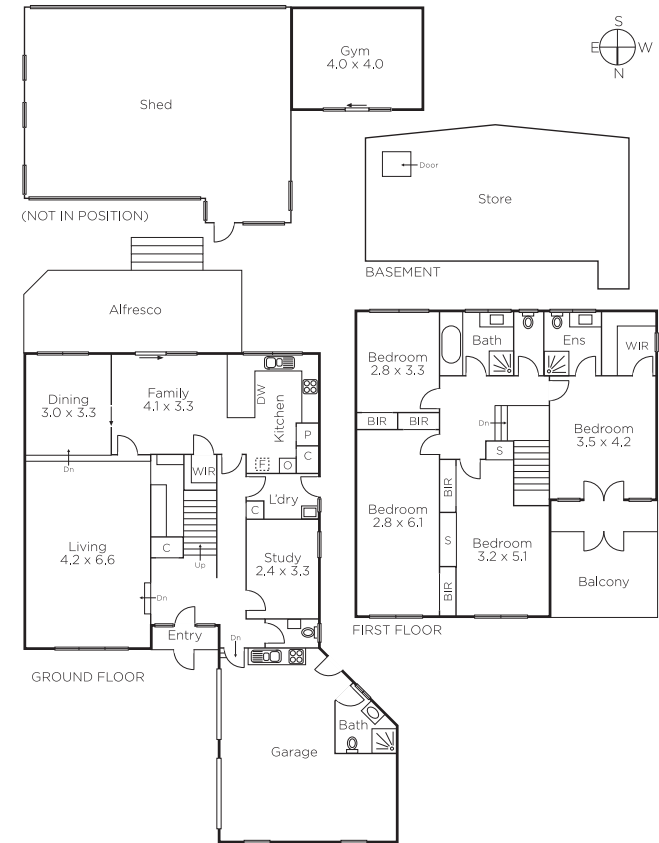 S
E W
N
Gym
4.0 x 4.0
Shed
(NOT IN POSITION)
Door
Store
BASEMENT
Alfresco
Dining
3.0 x 3.3
Family
4.1 x 3.3
DW
Kitchen
P
C
F
O
Dn
WIR
L'dry
C
Living
4.2 x 6.6
C
Up
Study
2.4 x 3.3
Dn
Entry
Dn
GROUND FLOOR
Bath
Garage
Bedroom
2.8 x 3.3
Bath
Ens
WIR
BIR
BIR
Dn
S
Bedroom
3.5 x 4.2
Bedroom
2.8 x 6.1
BIR
S
BIR
Bedroom
3.2 x 5.1
Balcony
FIRST FLOOR